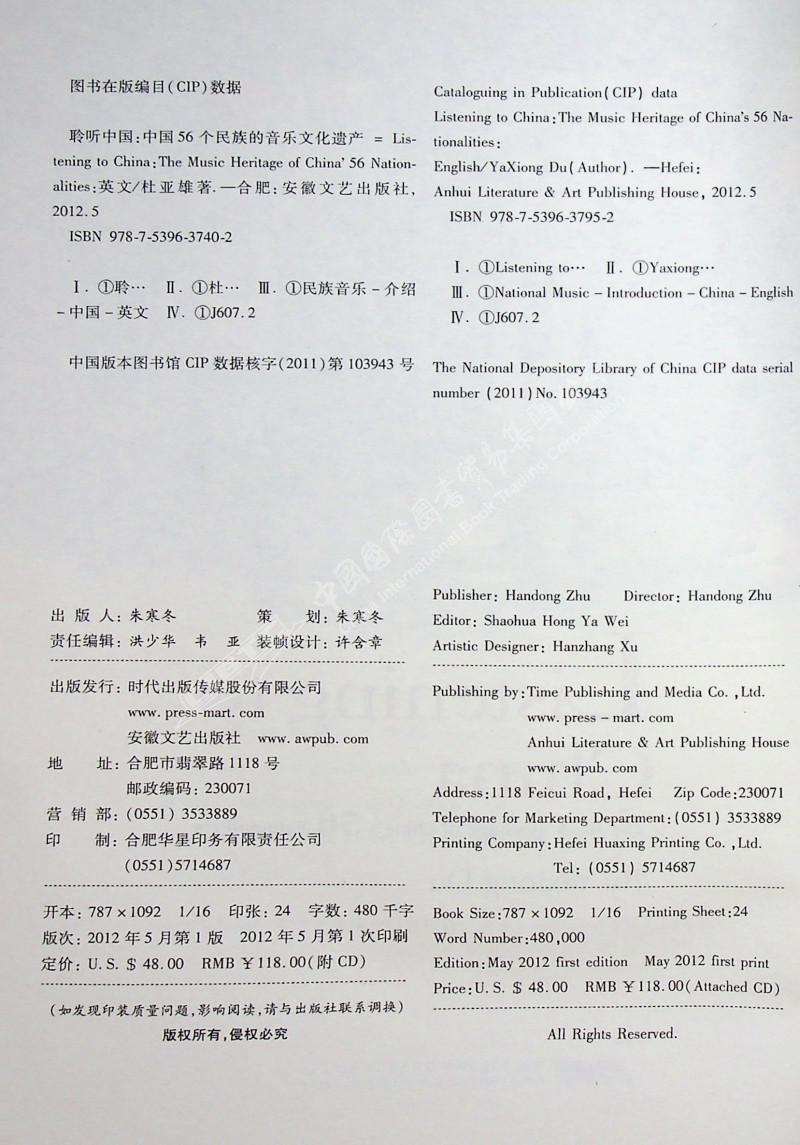 图书在版编目(CIP)数据
聆听中国:中国56个民族的音乐文化遗产 = Lis-
tening to China:The Music Heritage of China' 56 Nation-
alities:英文/杜亚雄著.—合肥:安徽文艺出版社,
2012.5
ISBN 978-7-5396-3740-2
Ⅰ. ①聆… Ⅱ. ①杜… Ⅲ. ①民族音乐-介绍
-中国-英文 Ⅳ. ①J607.2
中国版本图书馆CIP数据核字(2011)第103943号
出 版 人: 朱寒冬 策 划: 朱寒冬
责任编辑: 洪少华 韦 亚 装帧设计: 许含章
出版发行: 时代出版传媒股份有限公司
www. press-mart. com
安徽文艺出版社 www. awpub. com
地 址: 合肥市翡翠路1118号
邮政编码: 230071
营 销 部: (0551) 3533889
印 制: 合肥华星印务有限责任公司
(0551)5714687
开本: 787×1092 1/16 印张: 24 字数: 480千字
版次: 2012年5月第1版 2012年5月第1次印刷
定价: U. S. $ 48.00 RMB ¥118.00(附CD)
(如发现印装质量问题,影响阅读,请与出版社联系调换)
版权所有,侵权必究
Cataloguing in Publication(CIP) data
Listening to China:The Music Heritage of China's 56 Na-
tionalities:
English/YaXiong Du(Author). —Hefei:
Anhui Literature & Art Publishing House, 2012.5
ISBN 978-7-5396-3795-2
Ⅰ. ①Listening to… Ⅱ. ①Yaxiong…
Ⅲ. ①National Music – Introduction – China – English
Ⅳ. ①J607.2
The National Depository Library of China CIP data serial
number (2011)No. 103943
Publisher: Handong Zhu Director: Handong Zhu
Editor: Shaohua Hong Ya Wei
Artistic Designer: Hanzhang Xu
Publishing by:Time Publishing and Media Co. ,Ltd.
www. press – mart. com
Anhui Literature & Art Publishing House
www. awpub. com
Address:1118 Feicui Road, Hefei Zip Code:230071
Telephone for Marketing Department:(0551) 3533889
Printing Company:Hefei Huaxing Printing Co. ,Ltd.
Tel: (0551) 5714687
Book Size:787×1092 1/16 Printing Sheet:24
Word Number:480,000
Edition:May 2012 first edition May 2012 first print
Price:U. S. $ 48.00 RMB ¥118.00(Attached CD)
All Rights Reserved.
中国国际图书贸易集团
International Book Trading Corporation